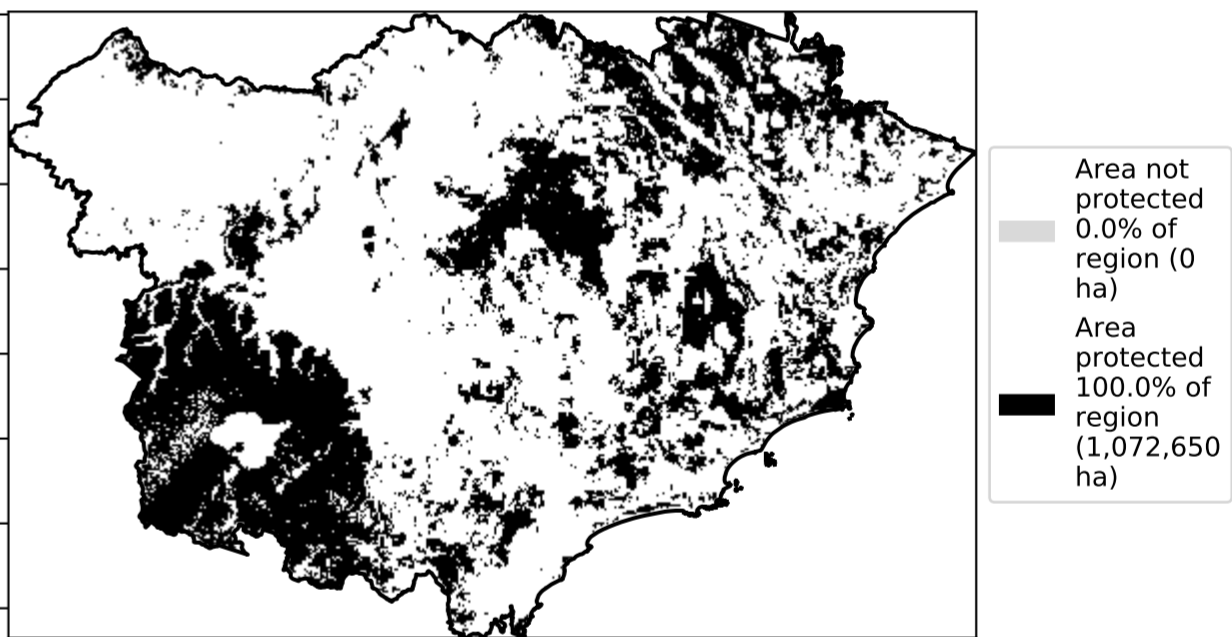 Area not
protected
0.0% of
region (0
ha)
Area
protected
100.0% of
region
(1,072,650
ha)